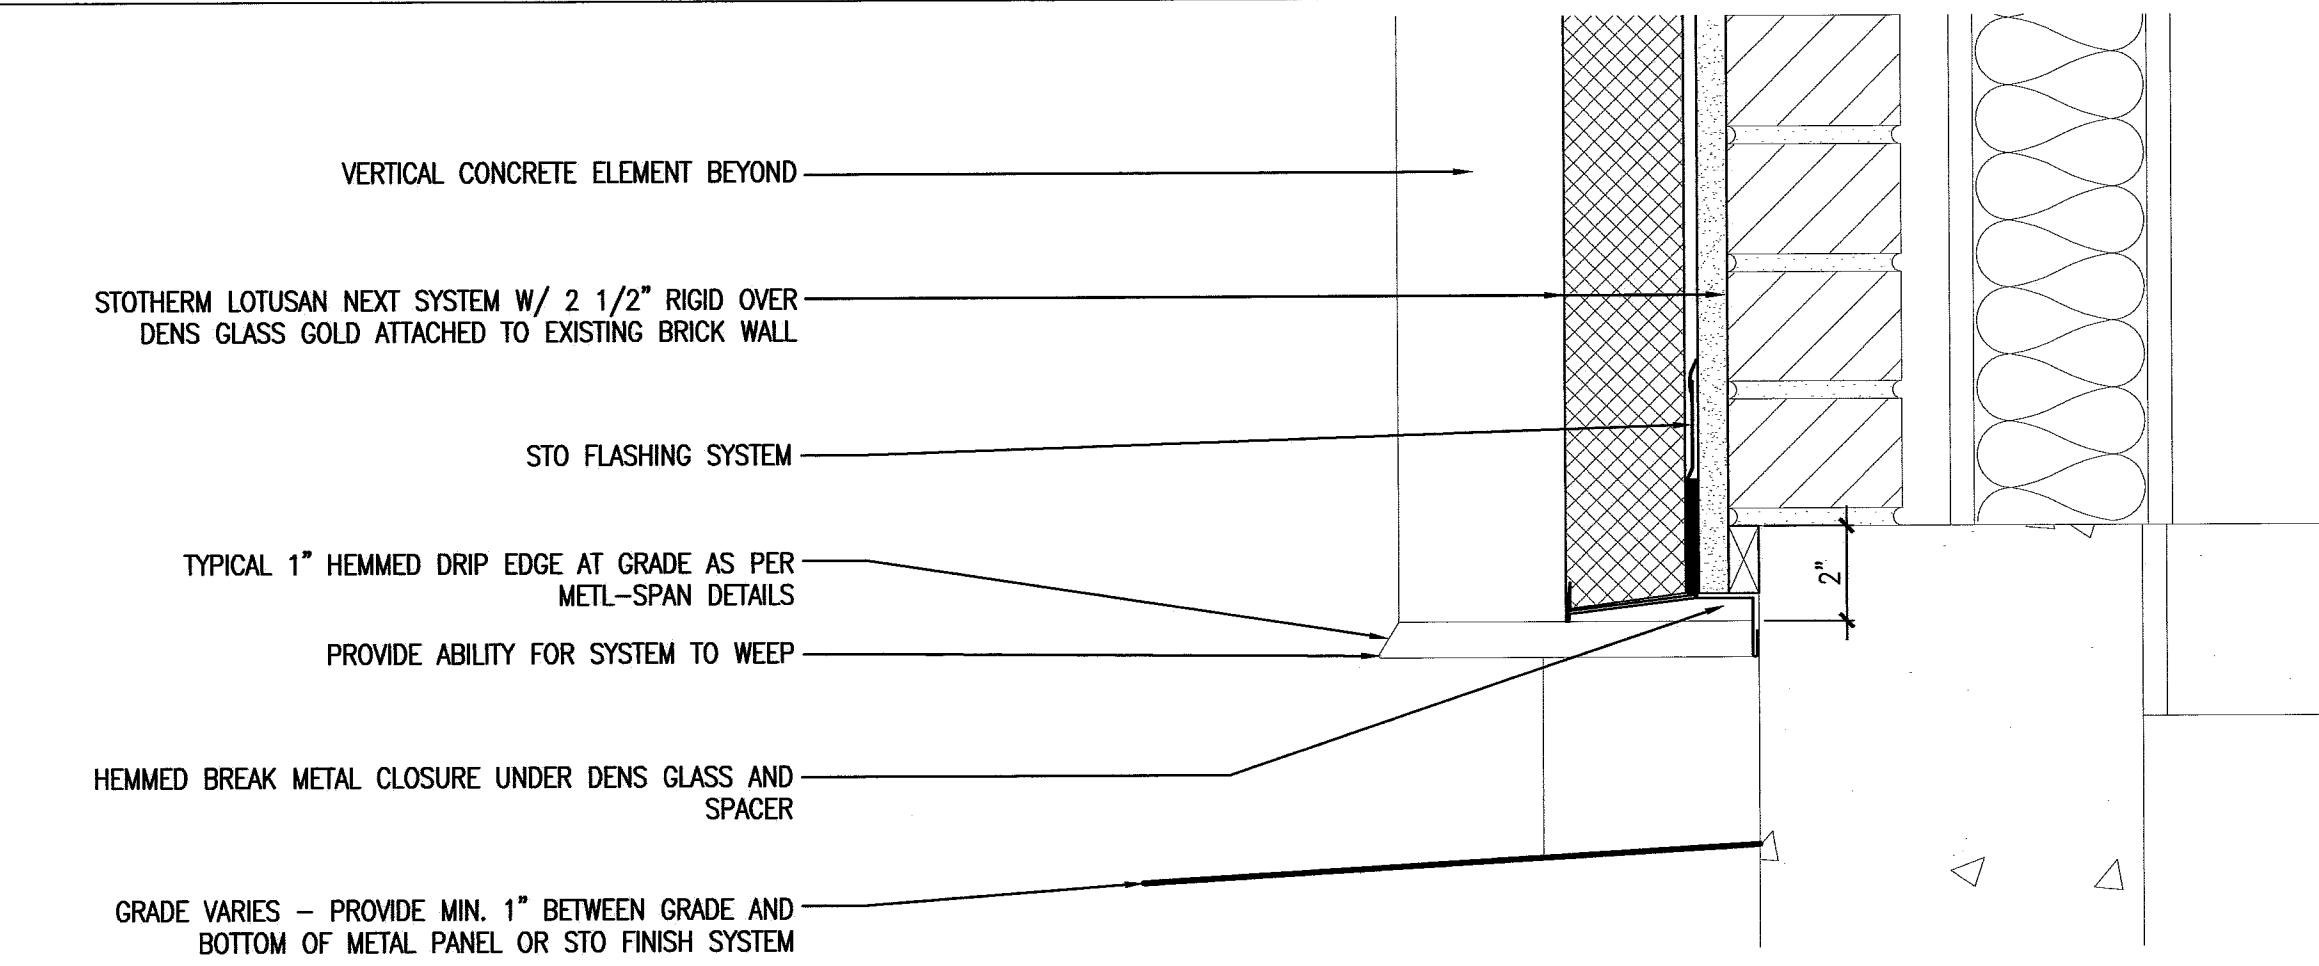 VERTICAL CONCRETE ELEMENT BEYOND
STOTHERM LOTUSAN NEXT SYSTEM W/ 2 1/2" RIGID OVER
DENS GLASS GOLD ATTACHED TO EXISTING BRICK WALL
STO FLASHING SYSTEM
TYPICAL 1" HEMMED DRIP EDGE AT GRADE AS PER
METL-SPAN DETAILS
PROVIDE ABILITY FOR SYSTEM TO WEEP
HEMMED BREAK METAL CLOSURE UNDER DENS GLASS AND
SPACER
GRADE VARIES - PROVIDE MIN. 1" BETWEEN GRADE AND
BOTTOM OF METAL PANEL OR STO FINISH SYSTEM
2"